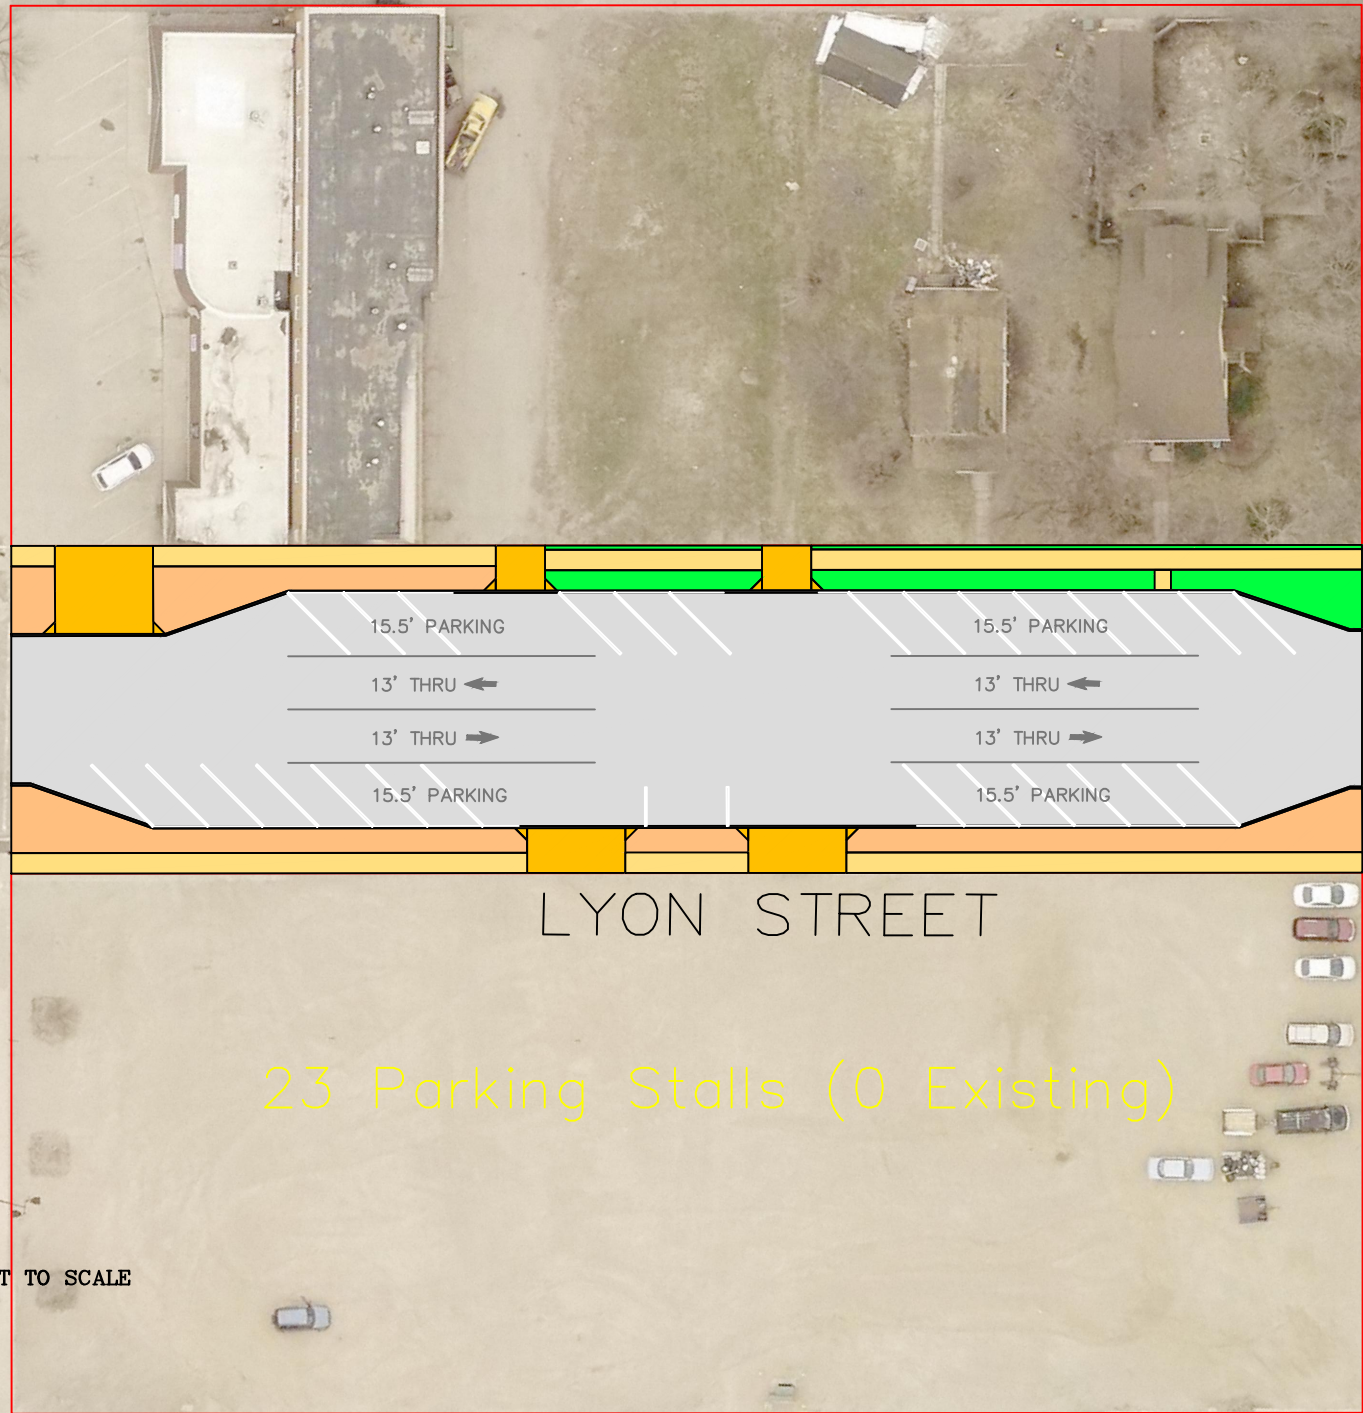 15.5' PARKING 15.5' PARKING
13' THRU 13' THRU
13' THRU 13' THRU
15.5' PARKING 15.5' PARKING
LYON STREET
23 Parking Stalls (0 Existing)
T TO SCALE